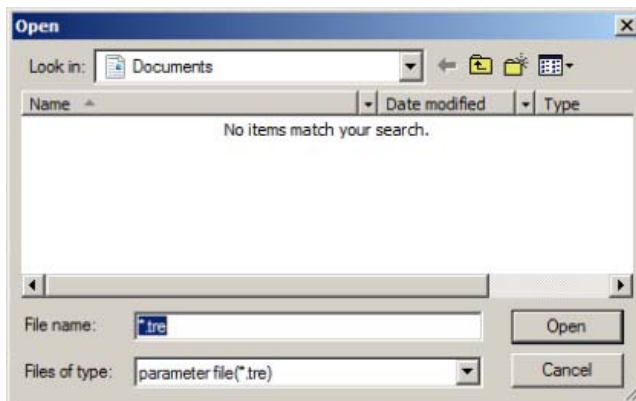 Open
Look in: Documents
Name Date modified Type
No items match your search.
File name: *.tre Open
Files of type: parameter file(*.tre) Cancel